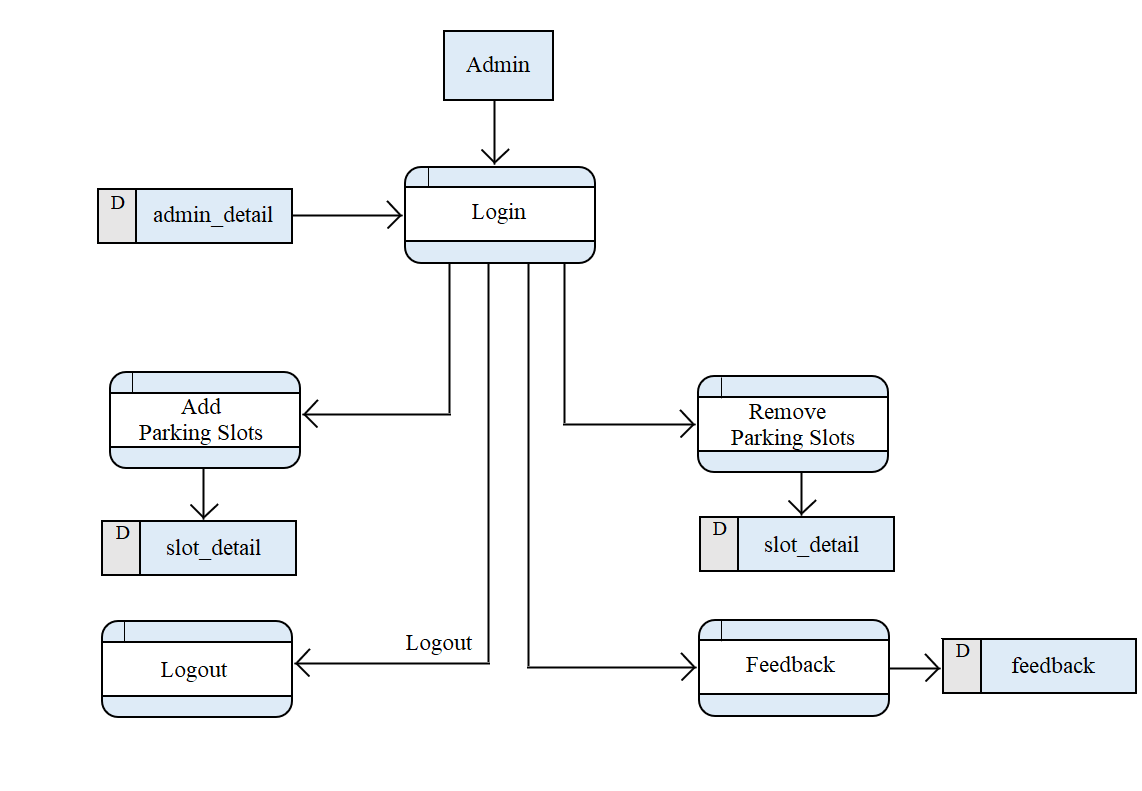 Admin
D
admin_detail
Login
Add
Parking Slots
Remove
Parking Slots
D
slot_detail
D
slot_detail
Logout
Logout
Feedback
D
feedback